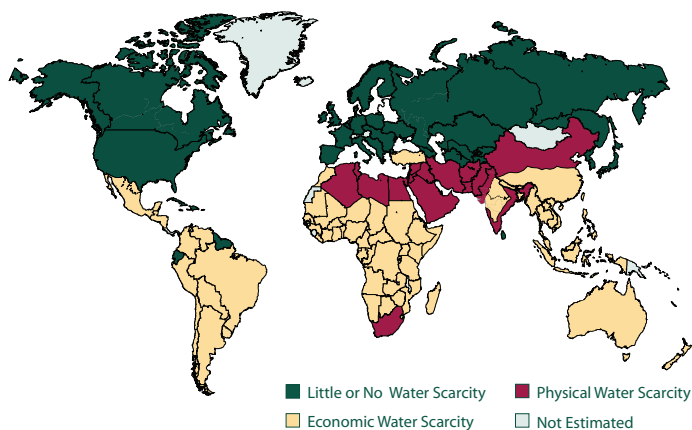 Little or No Water Scarcity
Physical Water Scarcity
Economic Water Scarcity
Not Estimated